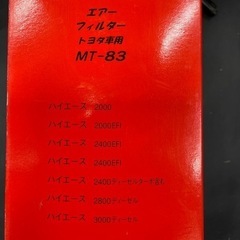 エアー
フィルター
トヨタ車用
MT-83
ハイエース 2000
ハイエース 2000EFI
ハイエース 2400EFI
ハイエース 2400EFI
ハイエース 2400ディーゼルターボ含む
ハイエース 2800ディーゼル
ハイエース 3000ディーゼル